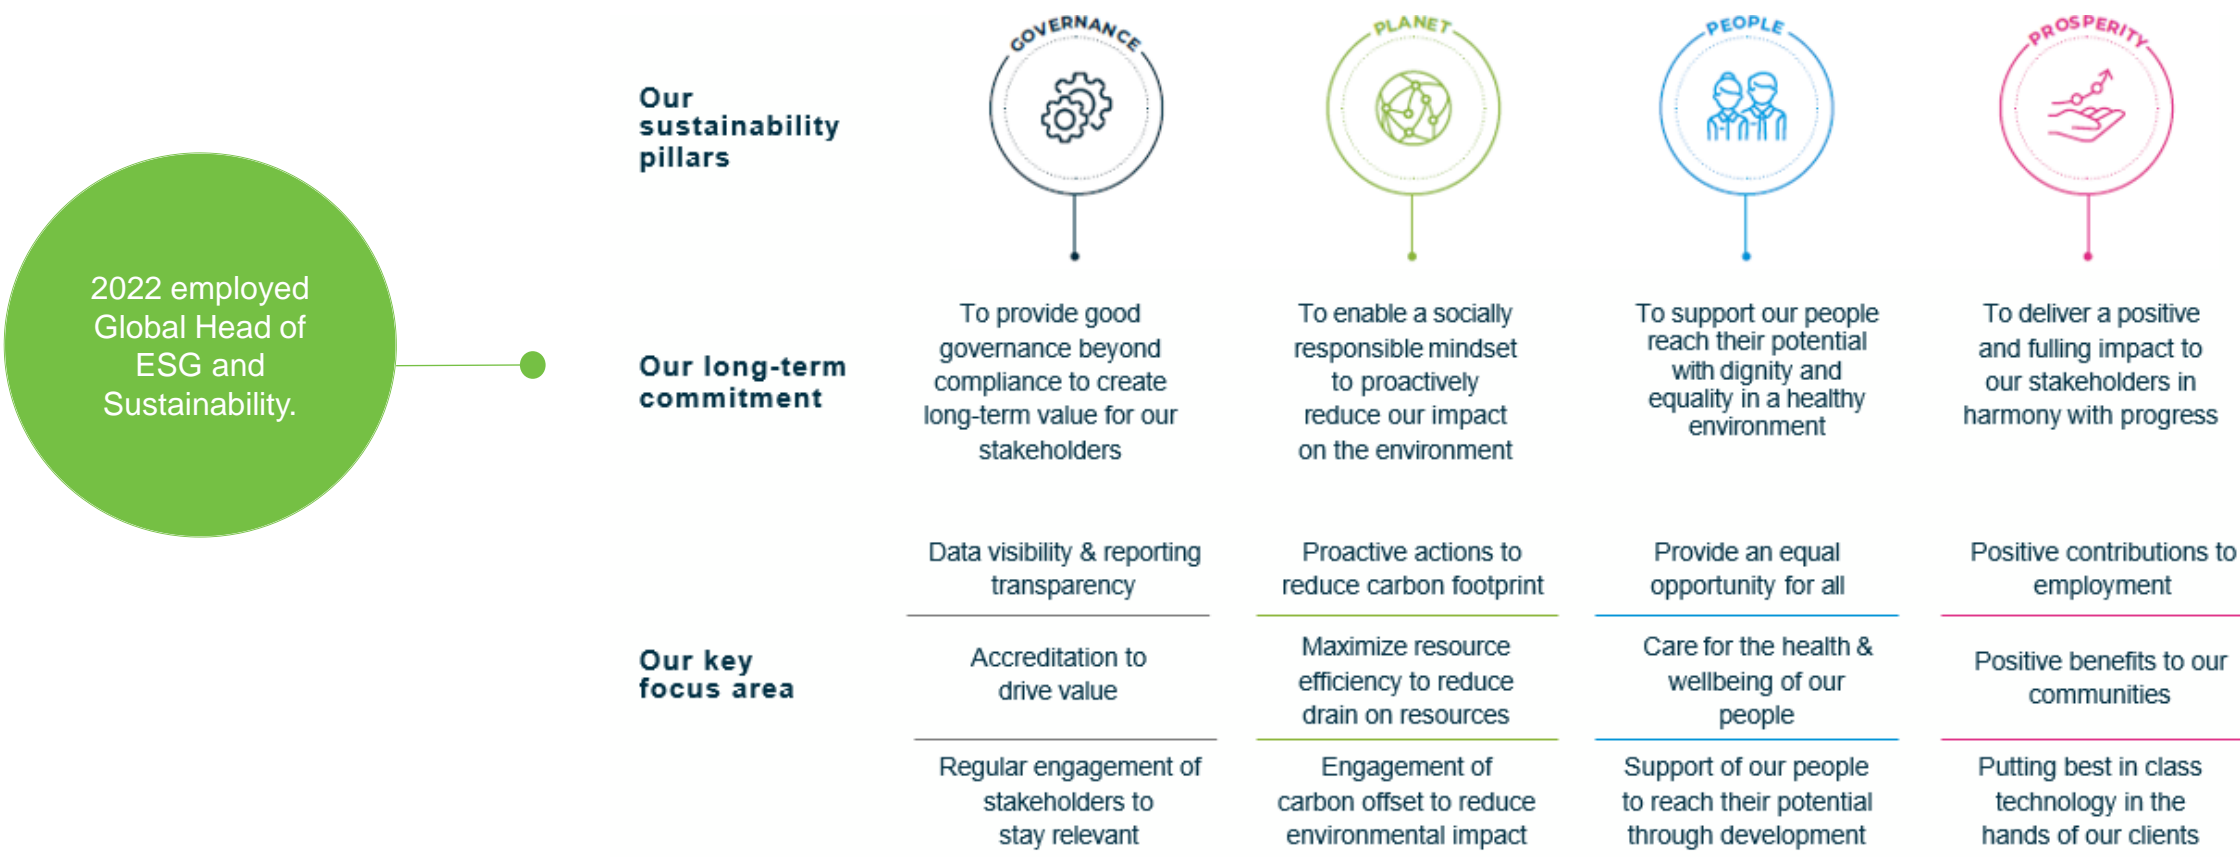 2022 employed
Global Head of
ESG and
Sustainability.
Our
sustainability
pillars
GOVERNANCE
PLANET
PEOPLE
PROSPERITY
Our long-term
commitment
To provide good
governance beyond
compliance to create
long-term value for our
stakeholders
To enable a socially
responsible mindset
to proactively
reduce our impact
on the environment
To support our people
reach their potential
with dignity and
equality in a healthy
environment
To deliver a positive
and fulling impact to
our stakeholders in
harmony with progress
Our key
focus area
Data visibility & reporting
transparency
Proactive actions to
reduce carbon footprint
Provide an equal
opportunity for all
Positive contributions to
employment
Accreditation to
drive value
Maximize resource
efficiency to reduce
drain on resources
Care for the health &
wellbeing of our
people
Positive benefits to our
communities
Regular engagement of
stakeholders to
stay relevant
Engagement of
carbon offset to reduce
environmental impact
Support of our people
to reach their potential
through development
Putting best in class
technology in the
hands of our clients